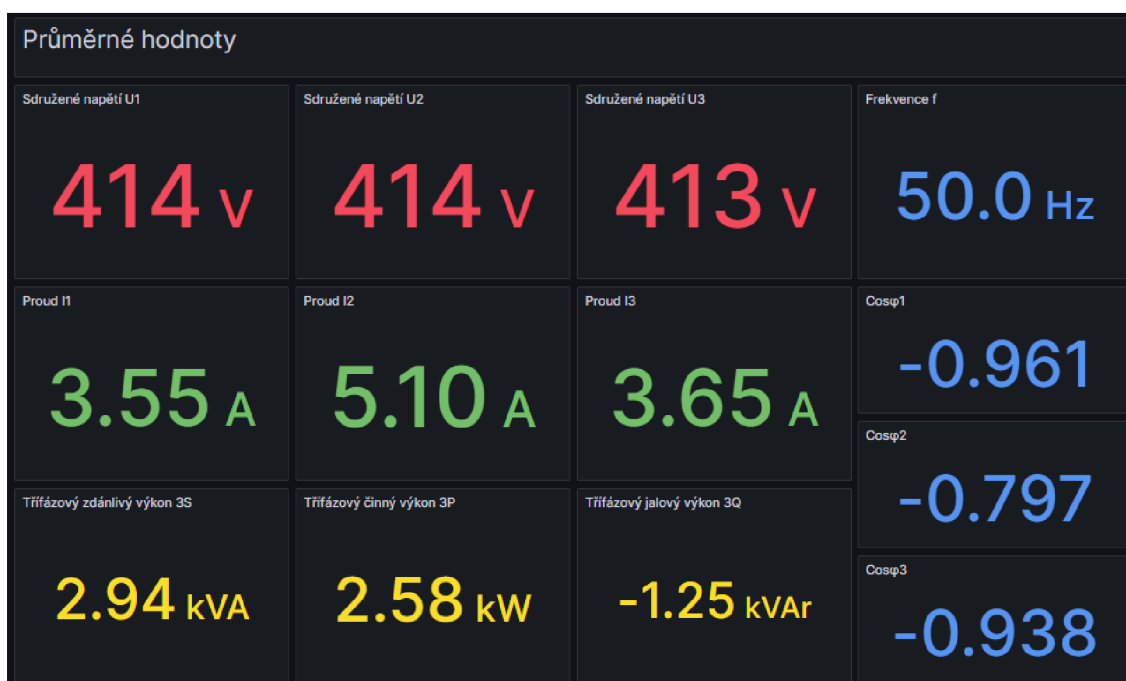 Průměrné hodnoty
Sdružené napětí U1
414 V
Sdružené napětí U2
414 V
Sdružené napětí U3
413 V
Frekvence f
50.0 Hz
Proud I1
3.55 A
Proud I2
5.10 A
Proud I3
3.65 A
Cosφ1
-0.961
Cosφ2
-0.797
Třífázový zdánlivý výkon 3S
2.94 kVA
Třífázový činný výkon 3P
2.58 kW
Třífázový jalový výkon 3Q
-1.25 kVAr
Cosφ3
-0.938